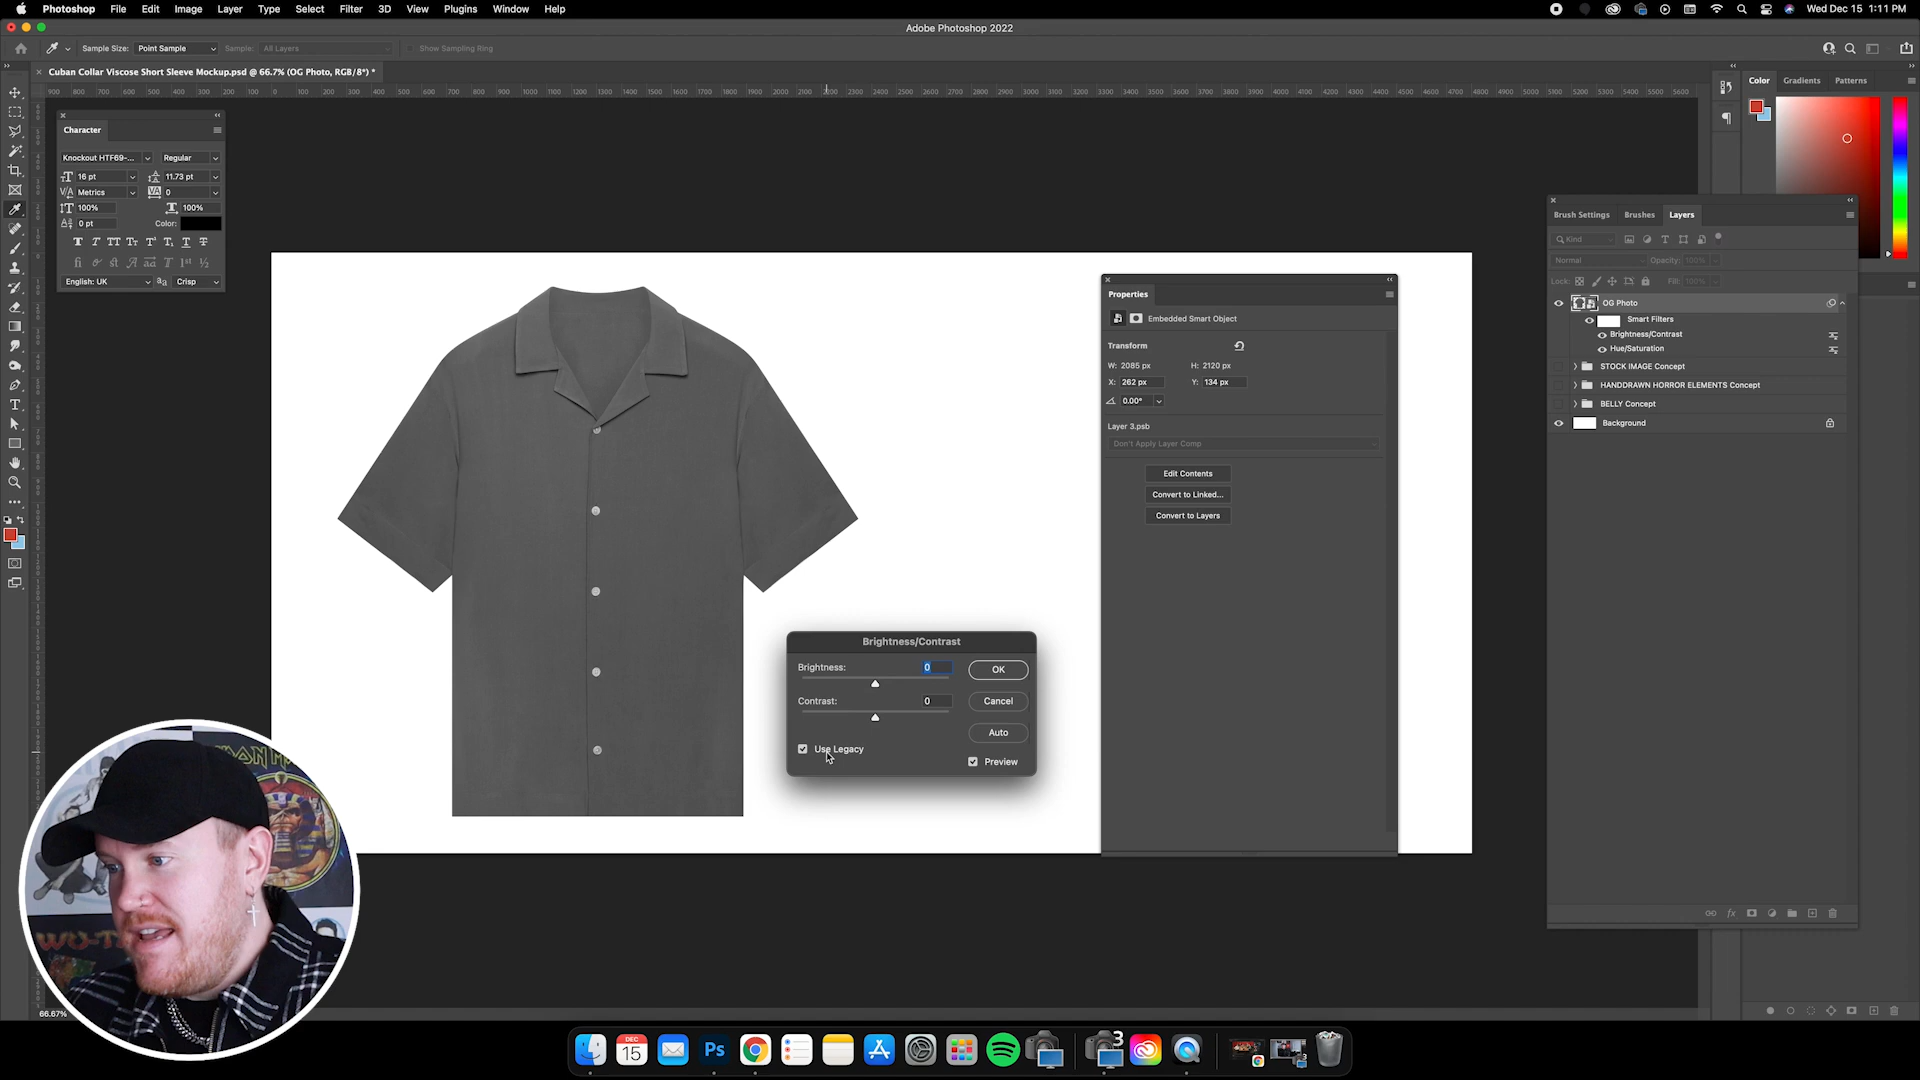 Photoshop File Edit Image Layer Type Select Filter 3D View Plugins Window Help
Wed Dec 15 1:11 PM
Adobe Photoshop 2022
Sample Size: Point Sample Sample: All Layers Show Sampling Ring
Cuban Collar Viscose Short Sleeve Mockup.psd @ 66.7% (OG Photo, RGB/8*) *
Color Gradients Patterns
Character
Knockout HTF69-... Regular
16 pt 11.73 pt
Metrics 0
100% 100%
0 pt Color:
English: UK Crisp
Properties
Embedded Smart Object
Transform
W: 2085 px H: 2120 px
X: 262 px Y: 134 px
0.00°
Layer 3.psb
Don't Apply Layer Comp
Edit Contents
Convert to Linked...
Convert to Layers
Brightness/Contrast
Brightness: 0
Contrast: 0
Use Legacy
OK
Cancel
Auto
Preview
Brush Settings Brushes Layers
Kind
Normal Opacity: 100%
Lock: Fill: 100%
OG Photo
Smart Filters
Brightness/Contrast
Hue/Saturation
STOCK IMAGE Concept
HANDDRAWN HORROR ELEMENTS Concept
BELLY Concept
Background
66.67%
DEC
15
Ps
3